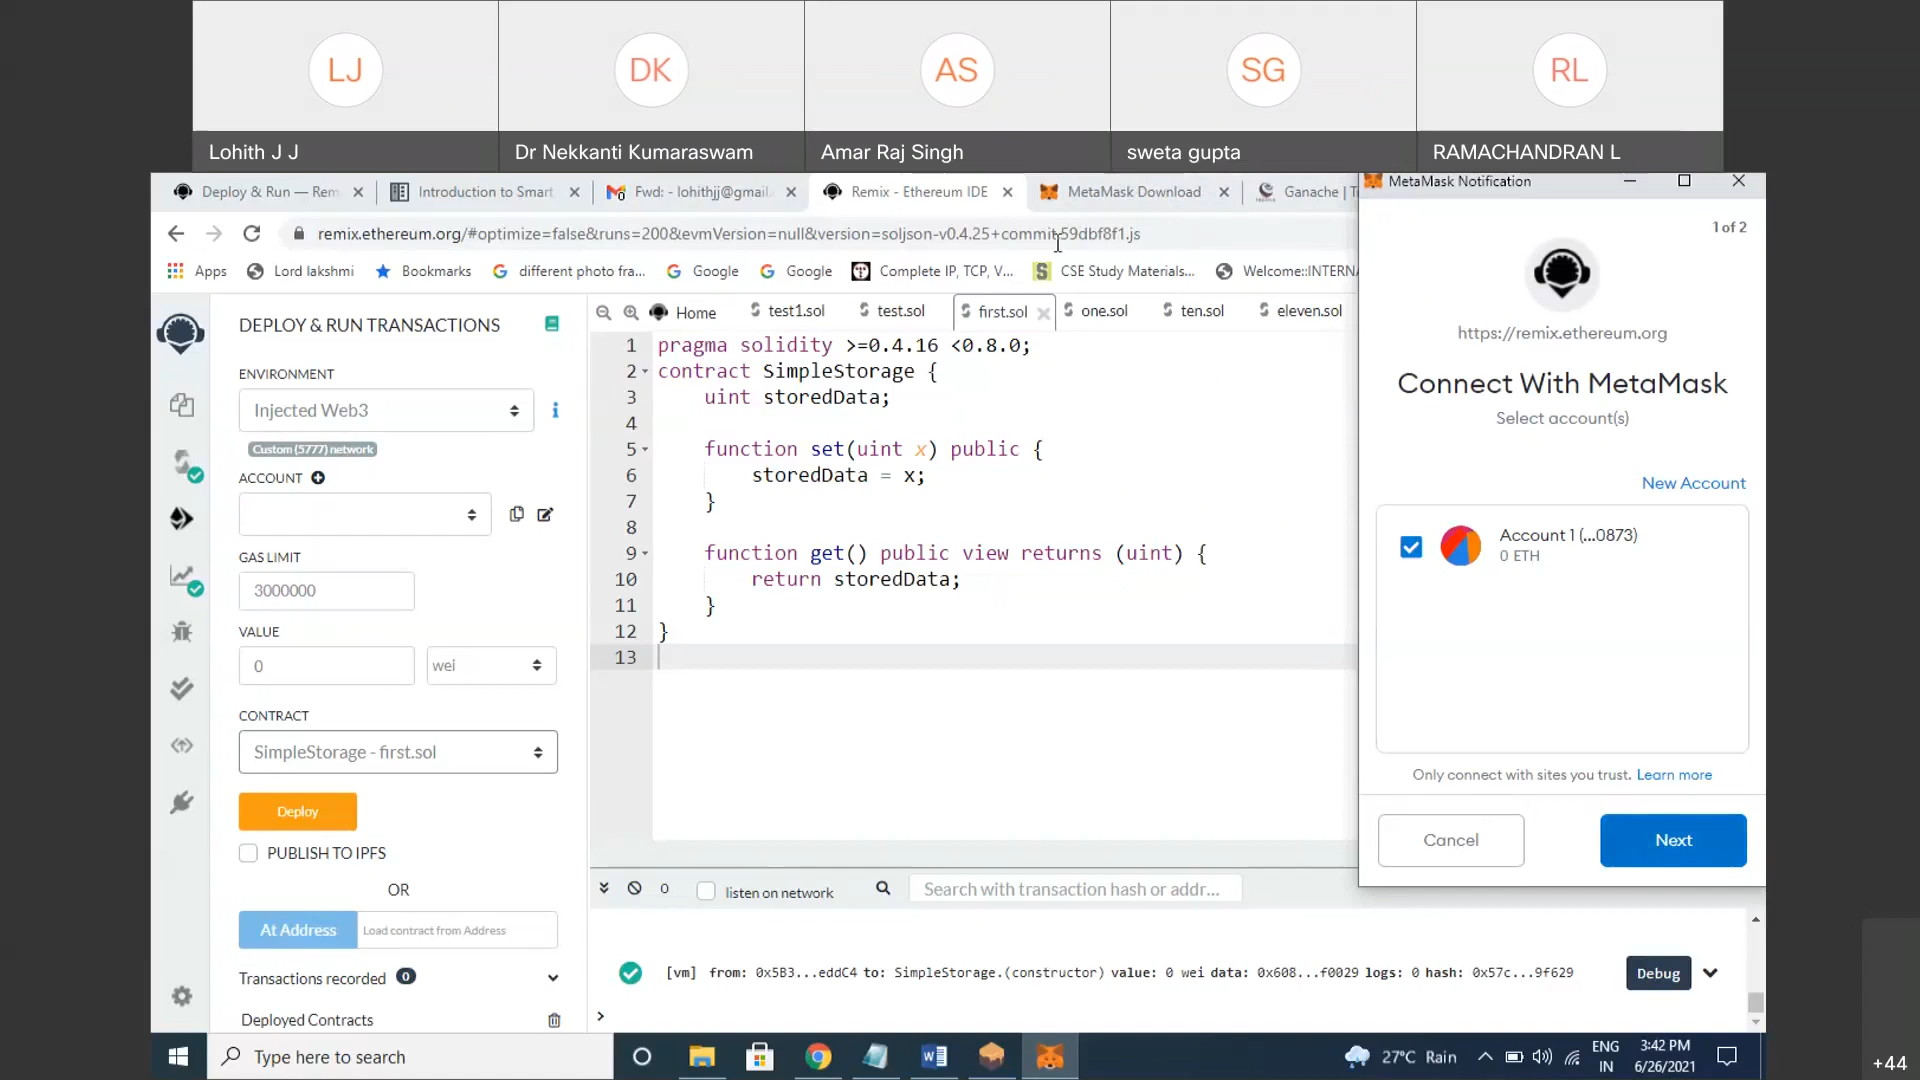 LJ
DK
AS
SG
RL
Lohith J J
Dr Nekkanti Kumaraswam
Amar Raj Singh
sweta gupta
RAMACHANDRAN L
Deploy & Run — Rem
Introduction to Smart
Fwd: - lohithjj@gmail.
Remix - Ethereum IDE
MetaMask Download
Ganache | T
remix.ethereum.org/#optimize=false&runs=200&evmVersion=null&version=soljson-v0.4.25+commit.59dbf8f1.js
Apps
Lord lakshmi
Bookmarks
different photo fra...
Google
Google
Complete IP, TCP, V...
CSE Study Materials...
Welcome::INTERNA
DEPLOY & RUN TRANSACTIONS
ENVIRONMENT
Injected Web3
Custom (5777) network
ACCOUNT
GAS LIMIT
3000000
VALUE
0
wei
CONTRACT
SimpleStorage - first.sol
Deploy
PUBLISH TO IPFS
OR
At Address
Load contract from Address
Transactions recorded 0
Deployed Contracts
Home
test1.sol
test.sol
first.sol
one.sol
ten.sol
eleven.sol
1 pragma solidity >=0.4.16 <0.8.0;
2 contract SimpleStorage {
3 uint storedData;
4
5 function set(uint x) public {
6 storedData = x;
7 }
8
9 function get() public view returns (uint) {
10 return storedData;
11 }
12 }
13
0
listen on network
Search with transaction hash or addr...
[vm] from: 0x5B3...eddC4 to: SimpleStorage.(constructor) value: 0 wei data: 0x608...f0029 logs: 0 hash: 0x57c...9f629
Debug
>
MetaMask Notification
1 of 2
https://remix.ethereum.org
Connect With MetaMask
Select account(s)
New Account
Account 1 (...0873)
0 ETH
Only connect with sites you trust. Learn more
Cancel
Next
Type here to search
27°C Rain
ENG
IN
3:42 PM
6/26/2021
+44